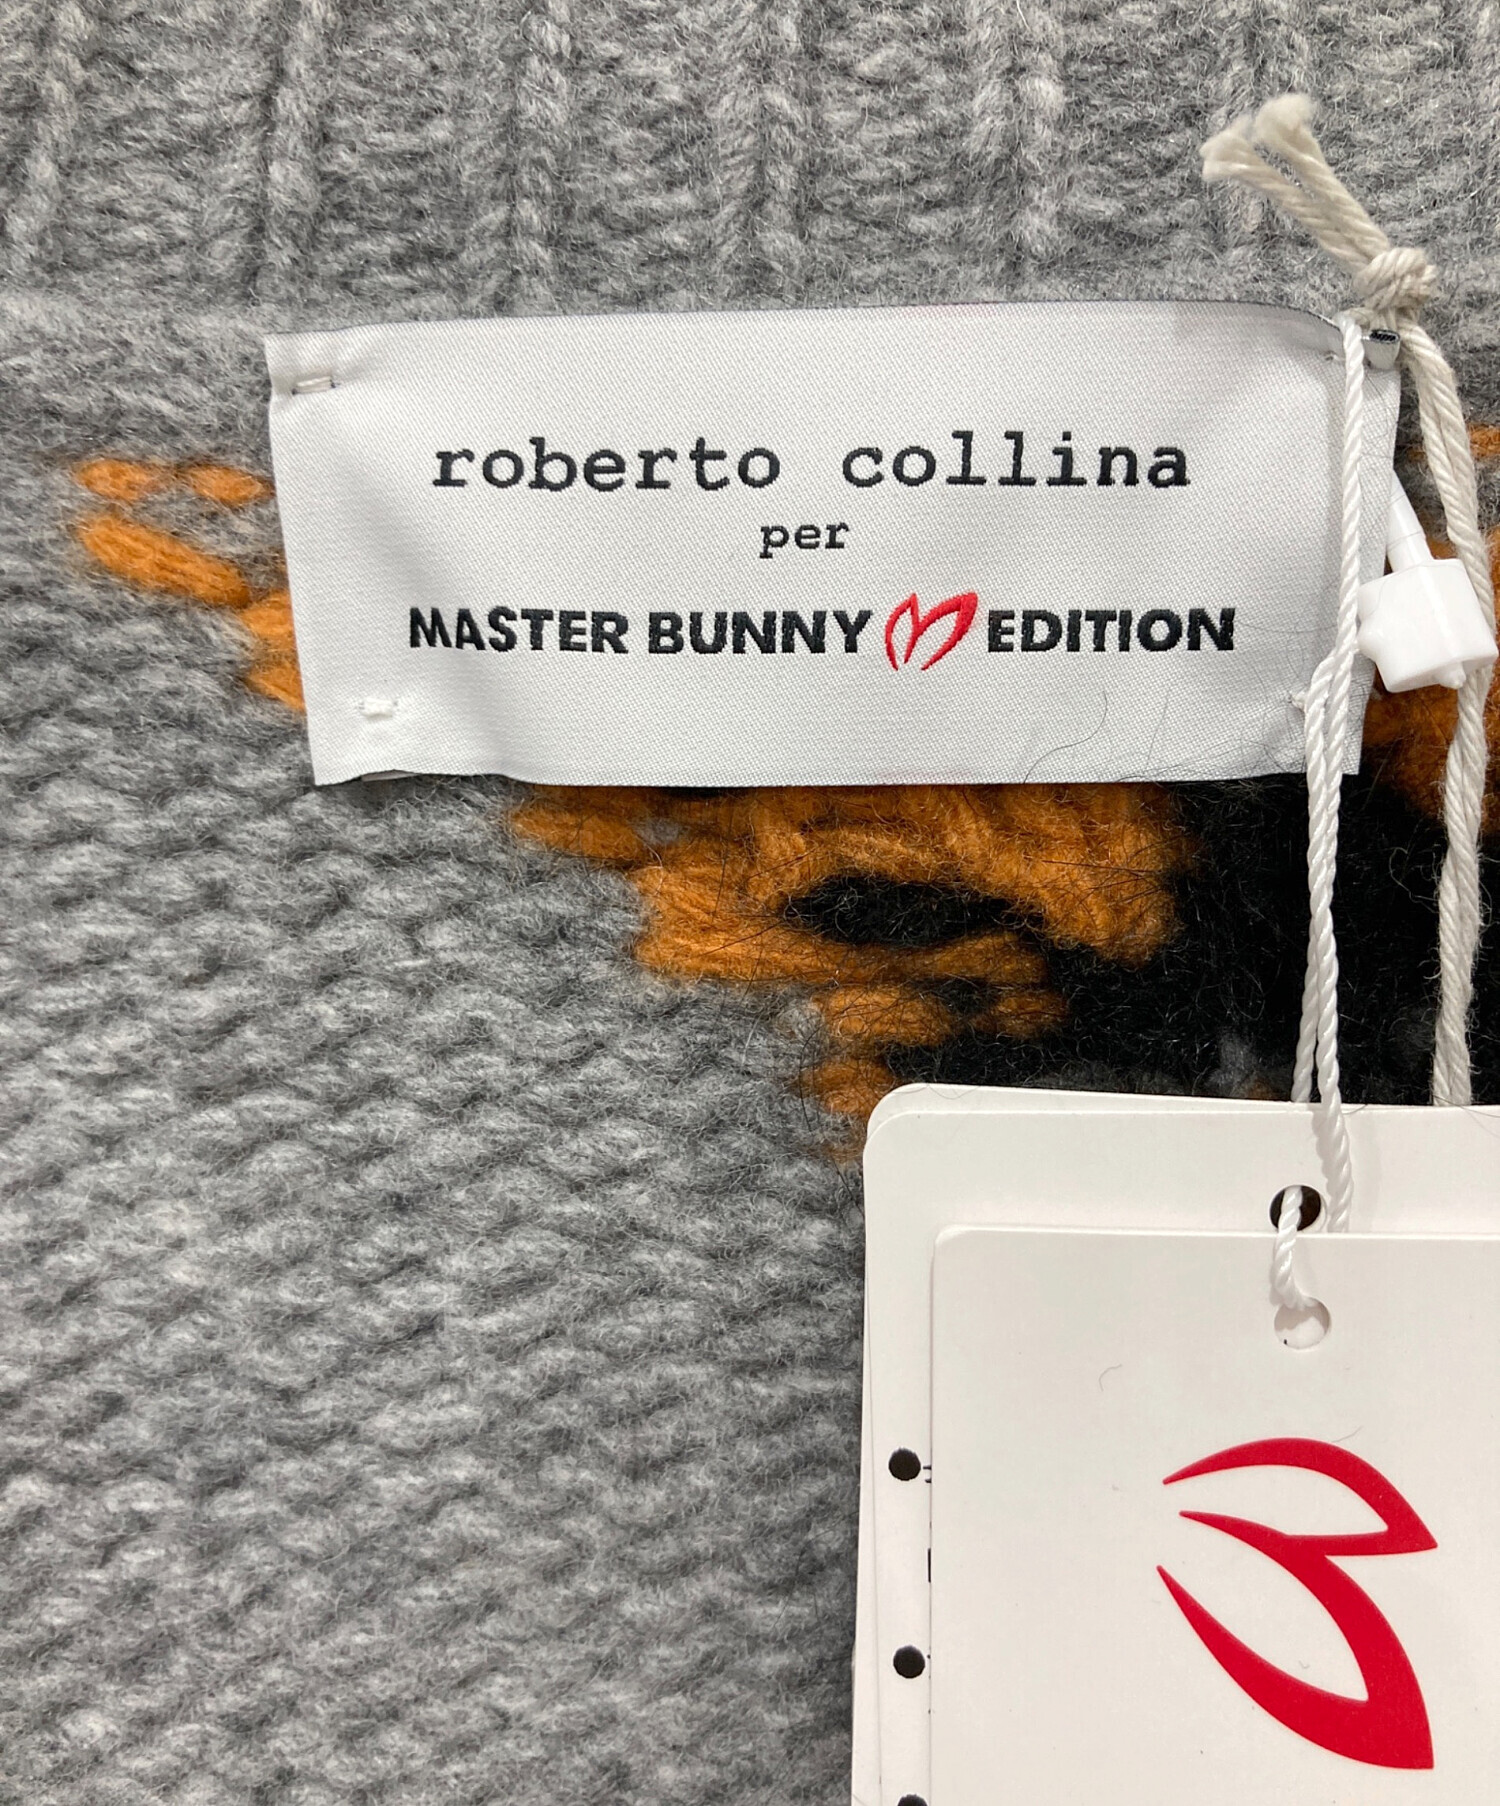 roberto collina
per
MASTER BUNNY EDITION